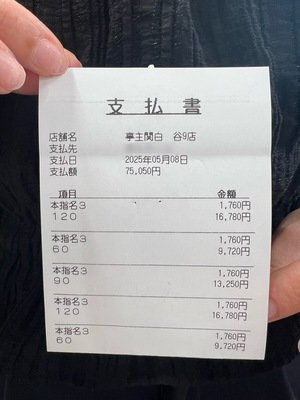 支払書
店舗名 亭主関白 谷9店
支払先
支払日 2025年05月08日
支払額 75,050円
項目 金額
本指名3 1,760円
120 16,780円
本指名3 1,760円
60 9,720円
本指名3 1,760円
90 13,250円
本指名3 1,760円
120 16,780円
本指名3 1,760円
60 9,720円